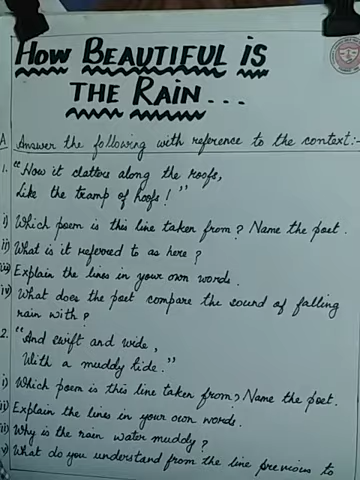 How BEAUTIFUL is
THE RAIN...
A Answer the following with reference to the context:-
1. "How it clatters along the roofs,
Like the tramp of hoofs!"
i) Which poem is this line taken from? Name the poet.
ii) What is it referred to as here?
iii) Explain the lines in your own words.
iv) What does the poet compare the sound of falling
rain with?
2. "And swift and wide,
With a muddy tide."
i) Which poem is this line taken from, Name the poet.
ii) Explain the lines in your own words.
iii) Why is the rain water muddy?
v) What do you understand from the line previous to